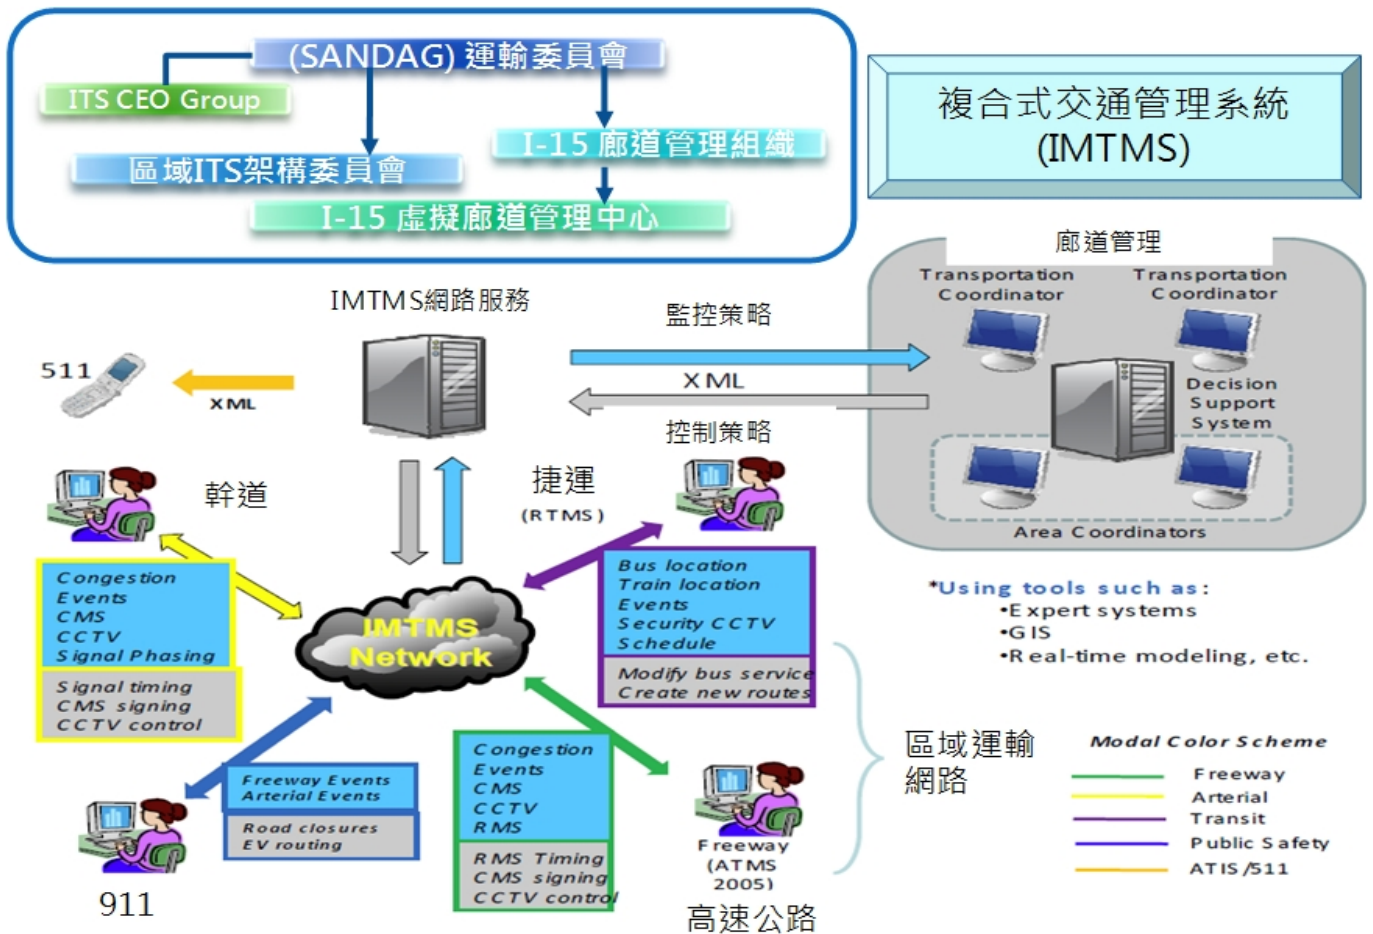 (SANDAG) 運輸委員會
ITS CEO Group
I-15 廊道管理組織
區域ITS架構委員會
I-15 虛擬廊道管理中心
複合式交通管理系統
(IMTMS)
廊道管理
Transportation
Coordinator
Transportation
Coordinator
Decision
Support
System
Area Coordinators
IMTMS網路服務
監控策略
XML
控制策略
511
XML
幹道
捷運
(RTMS)
Congestion
Events
CMS
CCTV
Signal Phasing
Signal timing
CMS signing
CCTV control
IMTMS
Network
Bus location
Train location
Events
Security CCTV
Schedule
Modify bus service
Create new routes
*Using tools such as:
•Expert systems
•GIS
•Real-time modeling, etc.
Freeway Events
Arterial Events
Road closures
EV routing
911
Congestion
Events
CMS
CCTV
RMS
RMS Timing
CMS signing
CCTV control
Freeway
(ATMS
2005)
高速公路
區域運輸
網路
Modal Color Scheme
Freeway
Arterial
Transit
Public Safety
ATIS/511